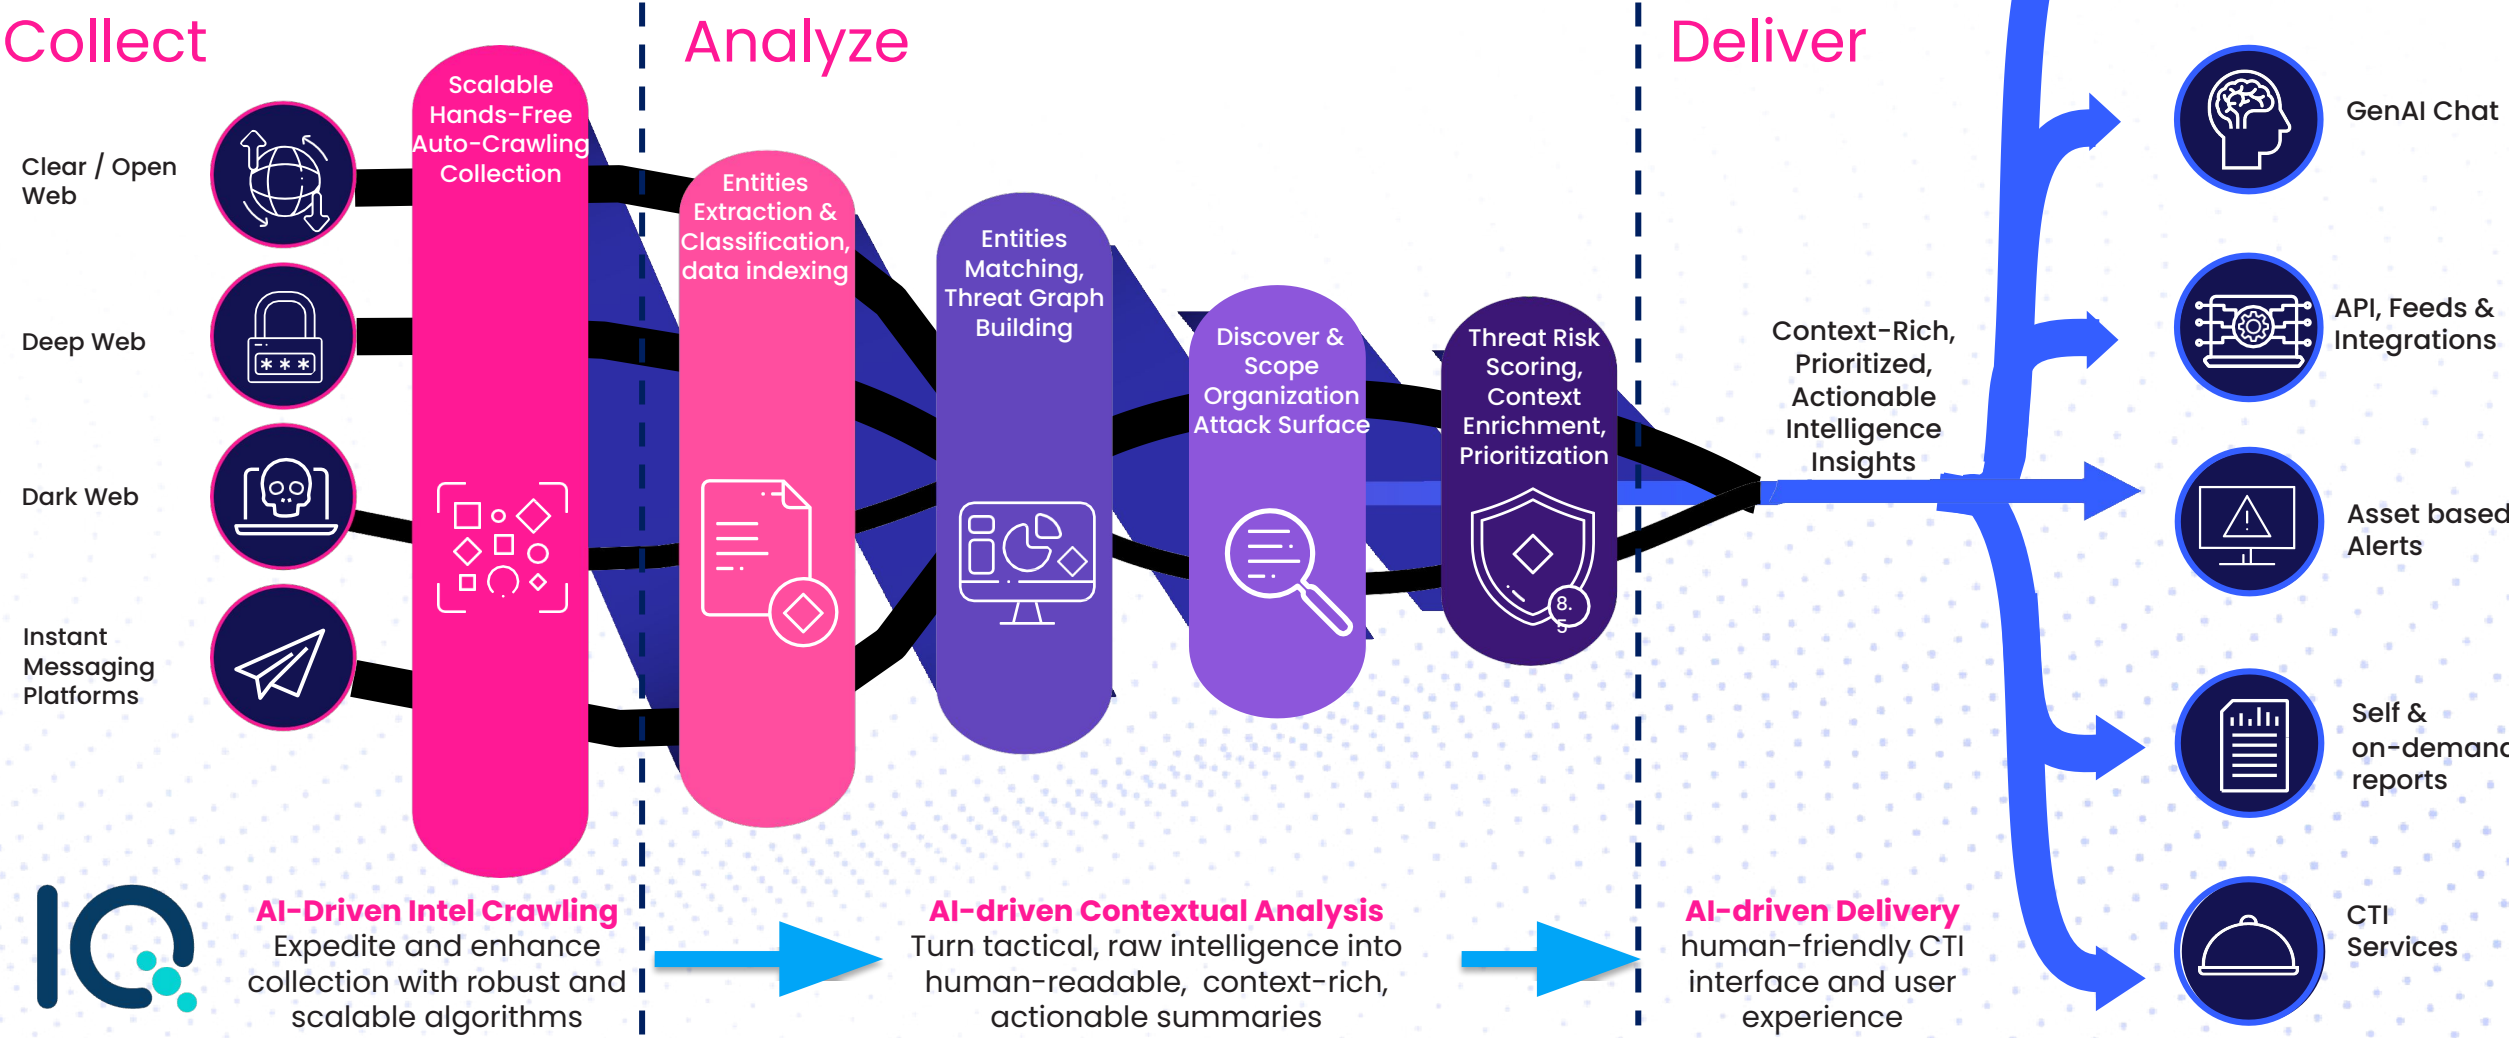 Collect
Analyze
Deliver
Clear / Open
Web
Deep Web
Dark Web
Instant
Messaging
Platforms
Scalable
Hands-Free
Auto-Crawling
Collection
Entities
Extraction &
Classification,
data indexing
Entities
Matching,
Threat Graph
Building
Discover &
Scope
Organization
Attack Surface
Threat Risk
Scoring,
Context
Enrichment,
Prioritization
8.
5
Context-Rich,
Prioritized,
Actionable
Intelligence
Insights
GenAI Chat
API, Feeds &
Integrations
Asset based
Alerts
Self &
on-demand
reports
CTI
Services
***
IQ
AI-Driven Intel Crawling
Expedite and enhance
collection with robust and
scalable algorithms
AI-driven Contextual Analysis
Turn tactical, raw intelligence into
human-readable, context-rich,
actionable summaries
AI-driven Delivery
human-friendly CTI
interface and user
experience